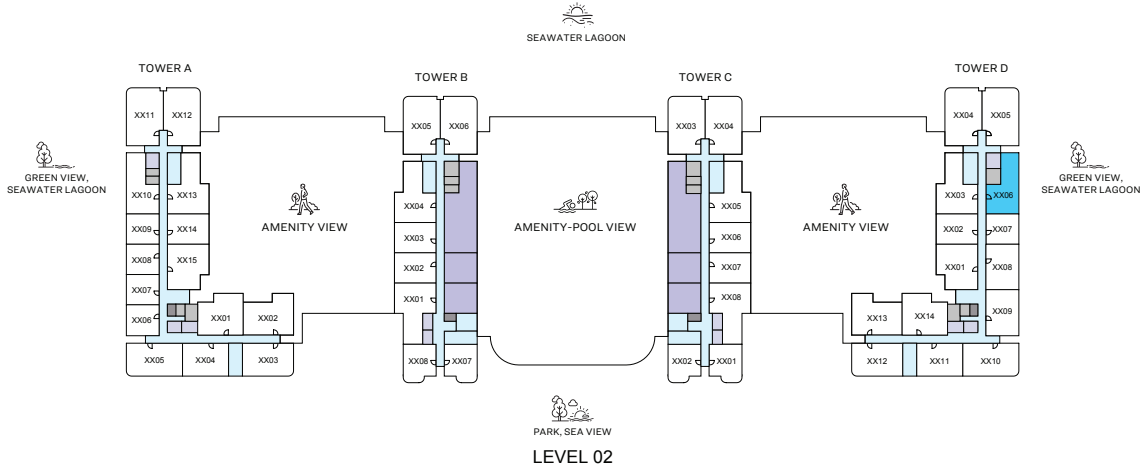 SEAWATER LAGOON
TOWER A
TOWER B
TOWER C
TOWER D
XX11
XX12
XX05
XX06
XX03
XX04
XX04
XX05
GREEN VIEW,
SEAWATER LAGOON
GREEN VIEW,
SEAWATER LAGOON
XX10
XX13
XX09
XX14
XX08
XX15
XX07
XX06
XX01
XX02
XX05
XX04
XX03
AMENITY VIEW
XX04
XX03
XX02
XX01
XX08
XX07
AMENITY-POOL VIEW
XX05
XX06
XX07
XX08
XX02
XX01
AMENITY VIEW
XX03
XX06
XX02
XX07
XX01
XX08
XX09
XX13
XX14
XX12
XX11
XX10
PARK, SEA VIEW
LEVEL 02